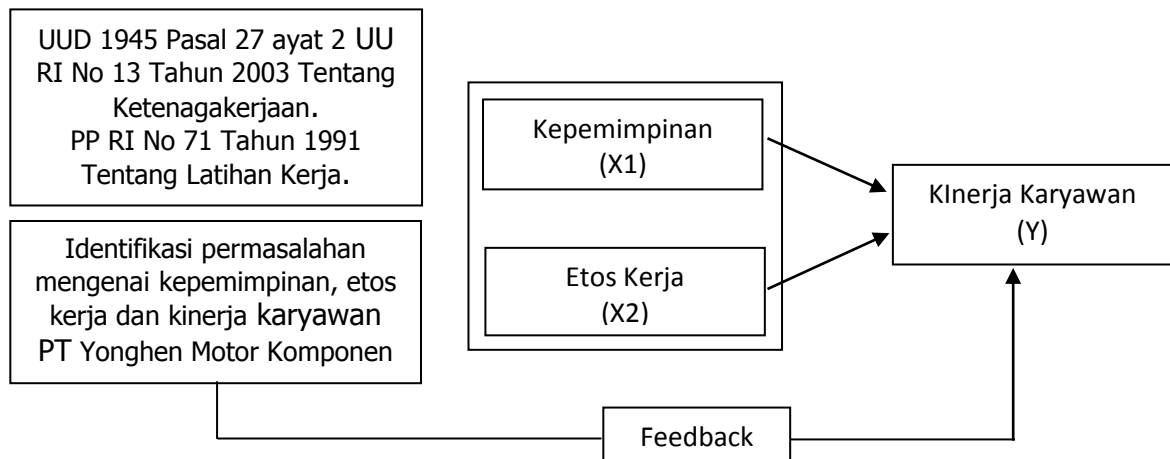 UUD 1945 Pasal 27 ayat 2 UU
RI No 13 Tahun 2003 Tentang
Ketenagakerjaan.
PP RI No 71 Tahun 1991
Tentang Latihan Kerja.
Identifikasi permasalahan
mengenai kepemimpinan, etos
kerja dan kinerja karyawan
PT Yonghen Motor Komponen
Kepemimpinan
(X1)
Etos Kerja
(X2)
KInerja Karyawan
(Y)
Feedback